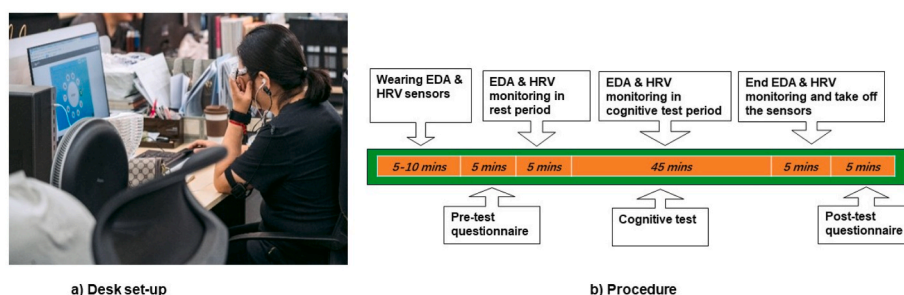 Wearing EDA &
HRV sensors
EDA & HRV
monitoring in
rest period
EDA & HRV
monitoring in
cognitive test period
End EDA & HRV
monitoring and take off
the sensors
5-10 mins
5 mins
5 mins
45 mins
5 mins
5 mins
Pre-test
questionnaire
Cognitive test
Post-test
questionnaire
a) Desk set-up
b) Procedure